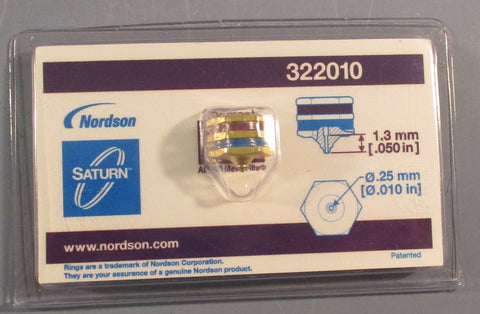 322010
Nordson
SATURN™
1.3 mm
[.050 in]
Ø.25 mm
[Ø.010 in]
www.nordson.com
Rings are a trademark of Nordson Corporation.
They are your assurance of a genuine Nordson product.
Patented